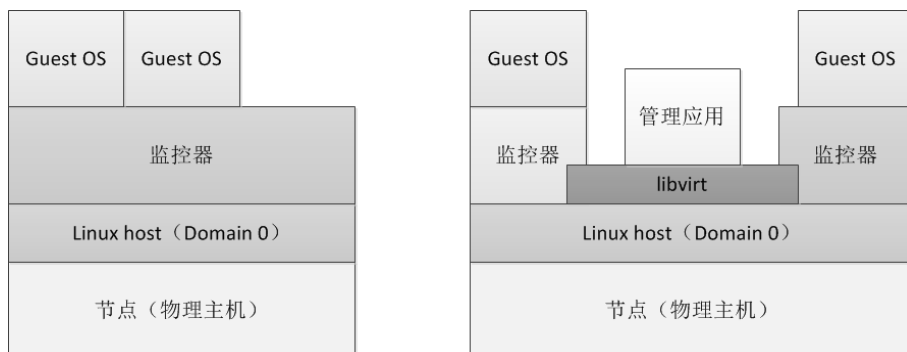 Guest OS
Guest OS
监控器
Linux host（Domain 0）
节点（物理主机）
Guest OS
Guest OS
管理应用
监控器
监控器
libvirt
Linux host（Domain 0）
节点（物理主机）